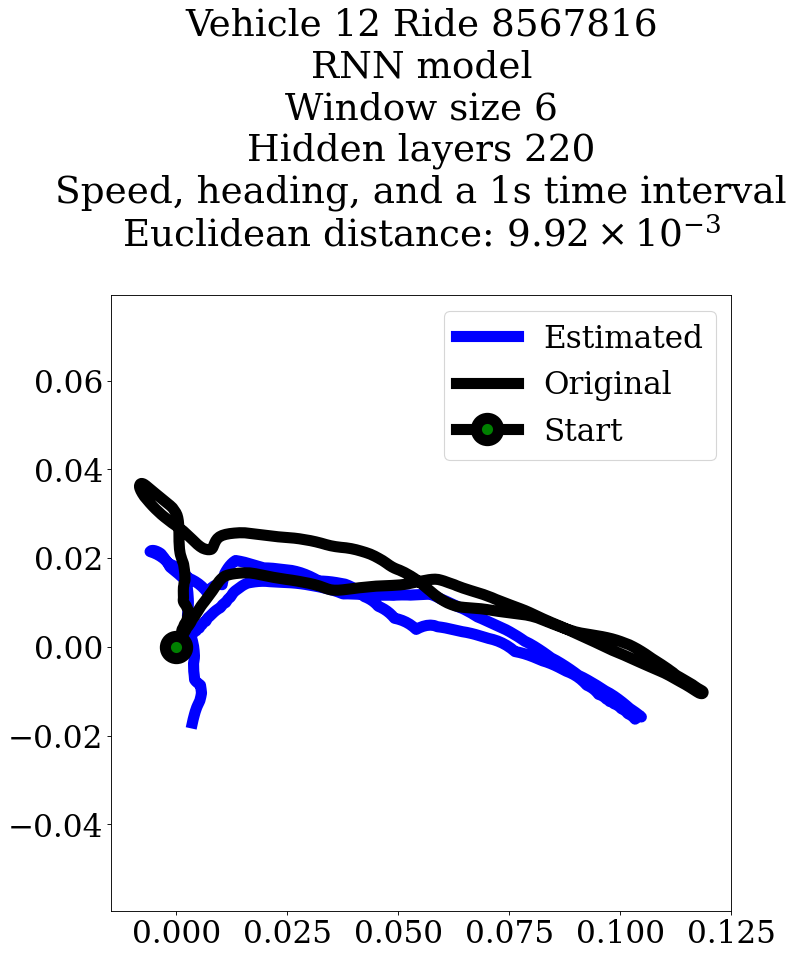 Vehicle 12 Ride 8567816
RNN model
Window size 6
Hidden layers 220
Speed, heading, and a 1s time interval
Euclidean distance: 9.92 × 10⁻³
Estimated
Original
Start
0.06
0.04
0.02
0.00
−0.02
−0.04
0.000 0.025 0.050 0.075 0.100 0.125